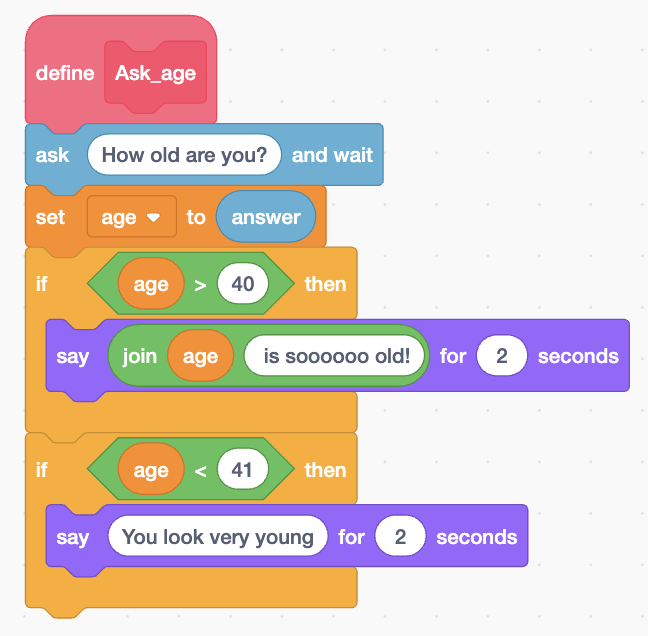 define Ask_age
ask How old are you? and wait
set age to answer
if age > 40 then
say join age is soooooo old! for 2 seconds
if age < 41 then
say You look very young for 2 seconds